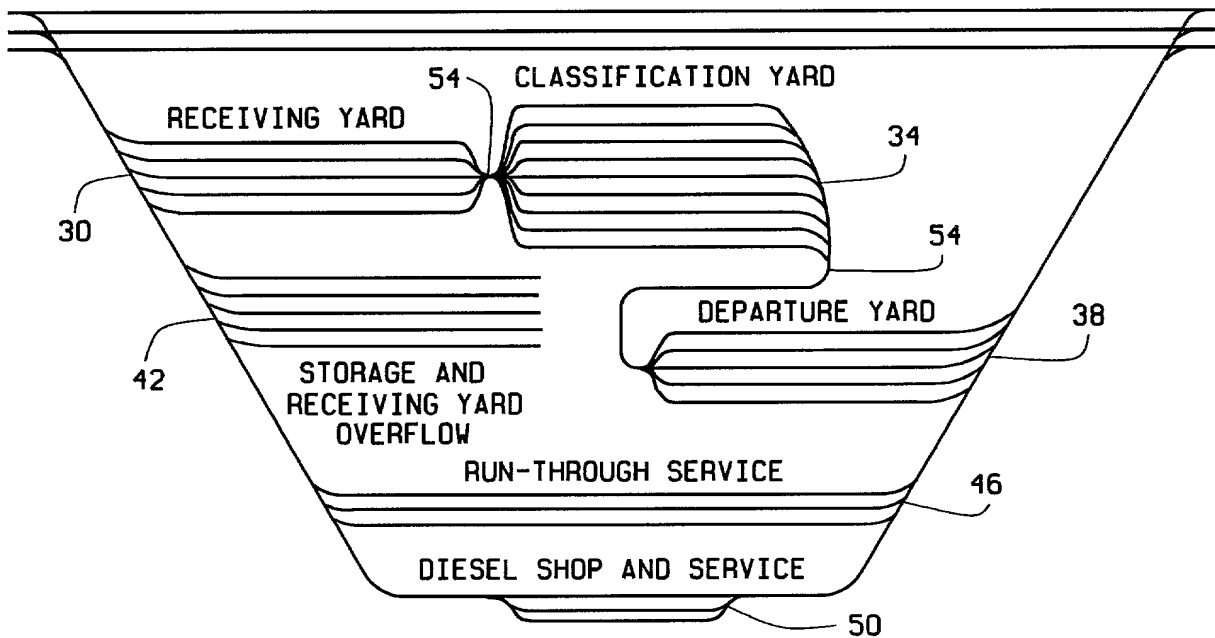 54
CLASSIFICATION YARD
RECEIVING YARD
34
30
54
DEPARTURE YARD
38
42
STORAGE AND
RECEIVING YARD
OVERFLOW
RUN-THROUGH SERVICE
46
DIESEL SHOP AND SERVICE
50